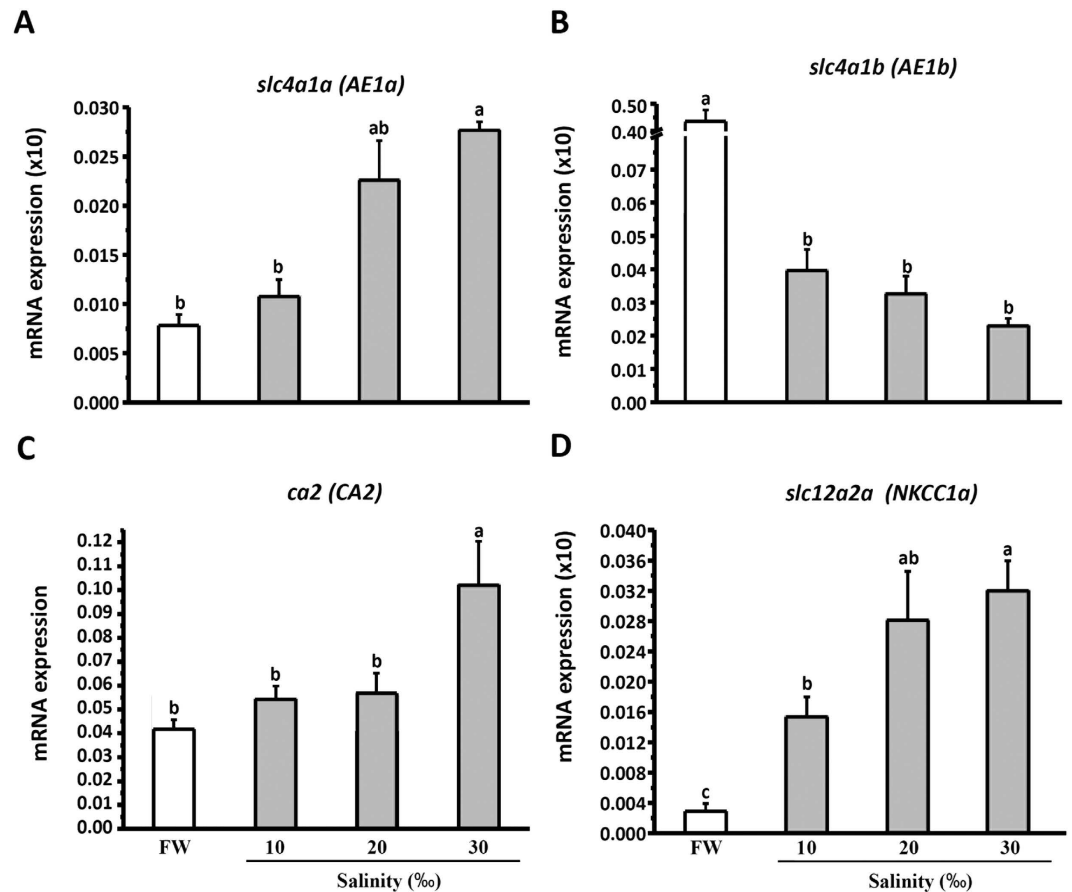 A
slc4a1a (AE1a)
mRNA expression (x10)
0.030
0.025
0.020
0.015
0.010
0.005
0.000
b
b
ab
a
B
slc4a1b (AE1b)
mRNA expression (x10)
0.50
0.40
0.07
0.06
0.05
0.04
0.03
0.02
0.01
0.00
a
b
b
b
C
ca2 (CA2)
mRNA expression
0.12
0.11
0.10
0.09
0.08
0.07
0.06
0.05
0.04
0.03
0.02
0.01
0.00
b
b
b
a
FW 10 20 30
Salinity (‰)
D
slc12a2a (NKCC1a)
mRNA expression (x10)
0.040
0.036
0.032
0.028
0.024
0.020
0.016
0.012
0.008
0.004
0.000
c
b
ab
a
FW 10 20 30
Salinity (‰)